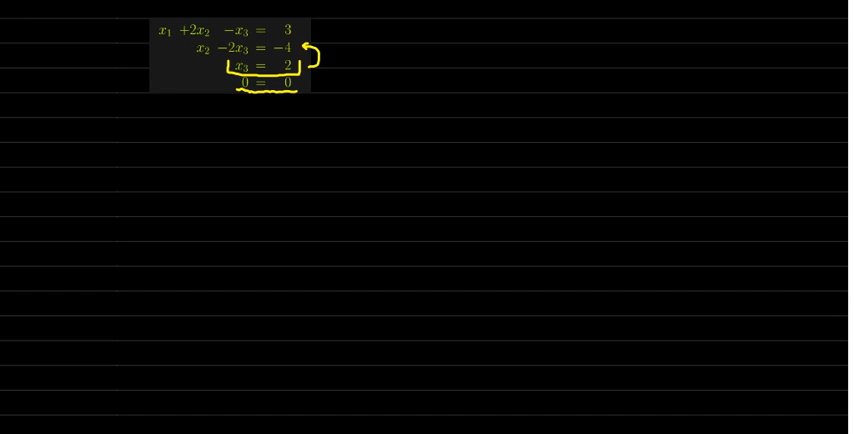 x₁ +2x₂ −x₃ = 3
x₂ −2x₃ = −4
x₃ = 2
0 = 0